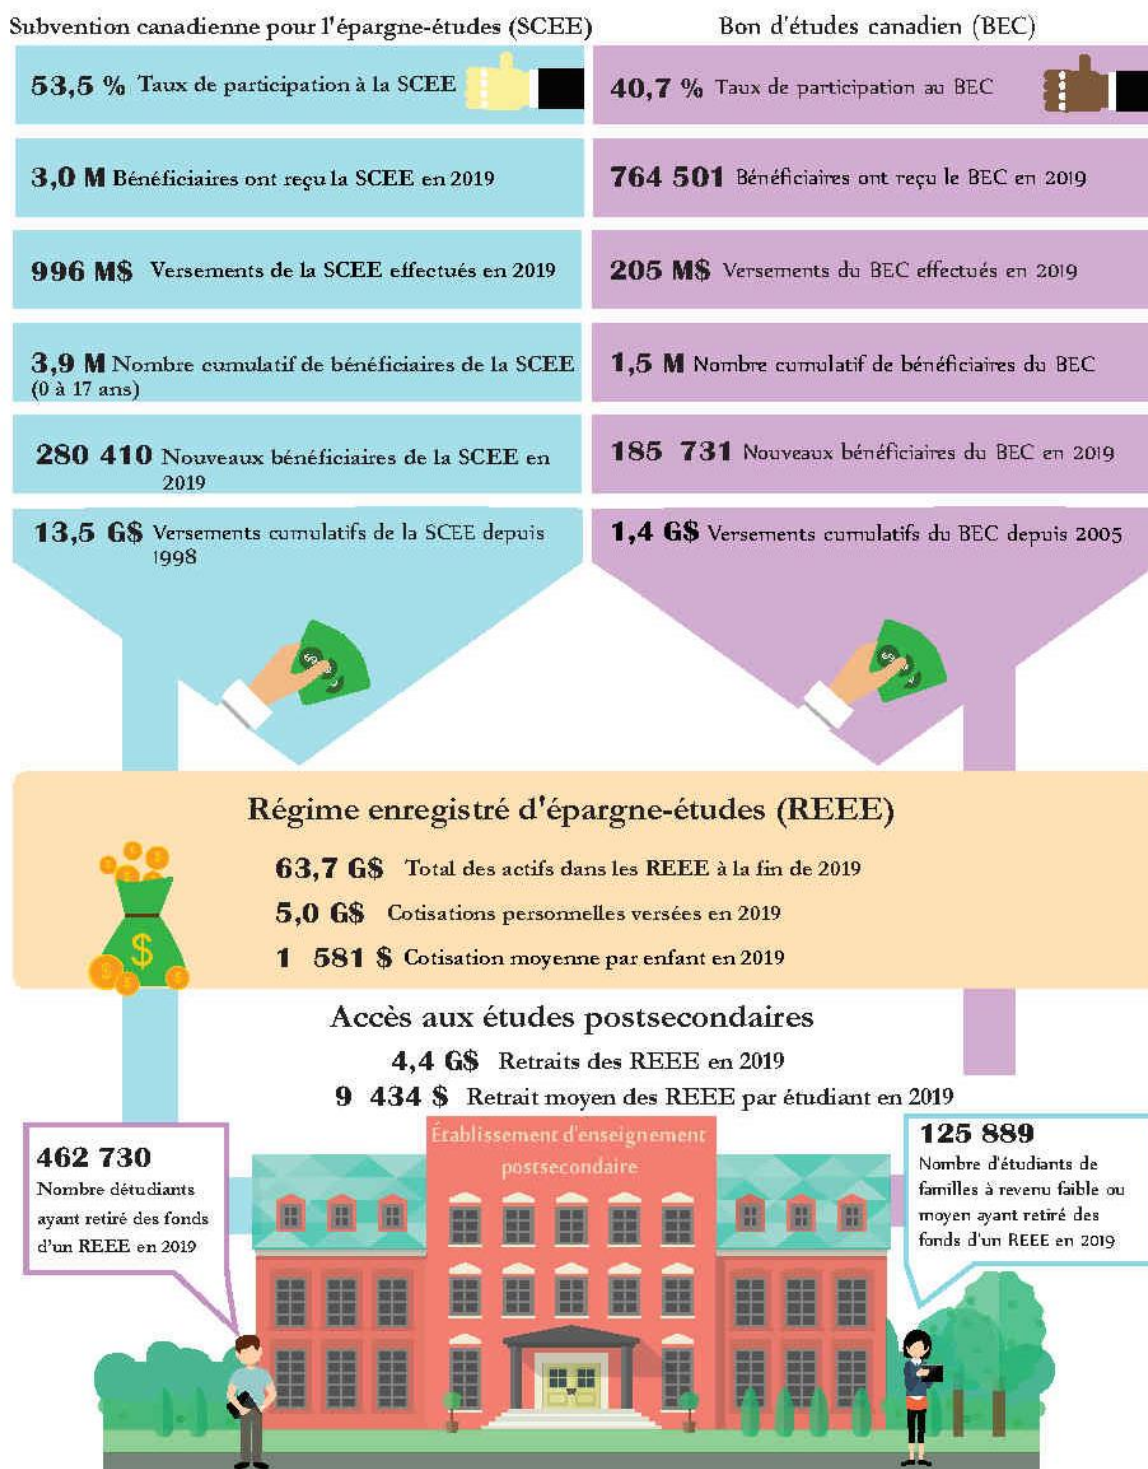 Subvention canadienne pour l'épargne-études (SCEE)
53,5 % Taux de participation à la SCEE
3,0 M Bénéficiaires ont reçu la SCEE en 2019
996 M$ Versements de la SCEE effectués en 2019
3,9 M Nombre cumulatif de bénéficiaires de la SCEE
(0 à 17 ans)
280 410 Nouveaux bénéficiaires de la SCEE en
2019
13,5 G$ Versements cumulatifs de la SCEE depuis
1998
Bon d'études canadien (BEC)
40,7 % Taux de participation au BEC
764 501 Bénéficiaires ont reçu le BEC en 2019
205 M$ Versements du BEC effectués en 2019
1,5 M Nombre cumulatif de bénéficiaires du BEC
185 731 Nouveaux bénéficiaires du BEC en 2019
1,4 G$ Versements cumulatifs du BEC depuis 2005
Régime enregistré d'épargne-études (REEE)
63,7 G$ Total des actifs dans les REEE à la fin de 2019
5,0 G$ Cotisations personnelles versées en 2019
1 581 $ Cotisation moyenne par enfant en 2019
$
Accès aux études postsecondaires
4,4 G$ Retraits des REEE en 2019
9 434 $ Retrait moyen des REEE par étudiant en 2019
462 730
Nombre détudiants
ayant retiré des fonds
d'un REEE en 2019
Établissement d'enseignement
postsecondaire
125 889
Nombre d'étudiants de
familles à revenu faible ou
moyen ayant retiré des
fonds d'un REEE en 2019